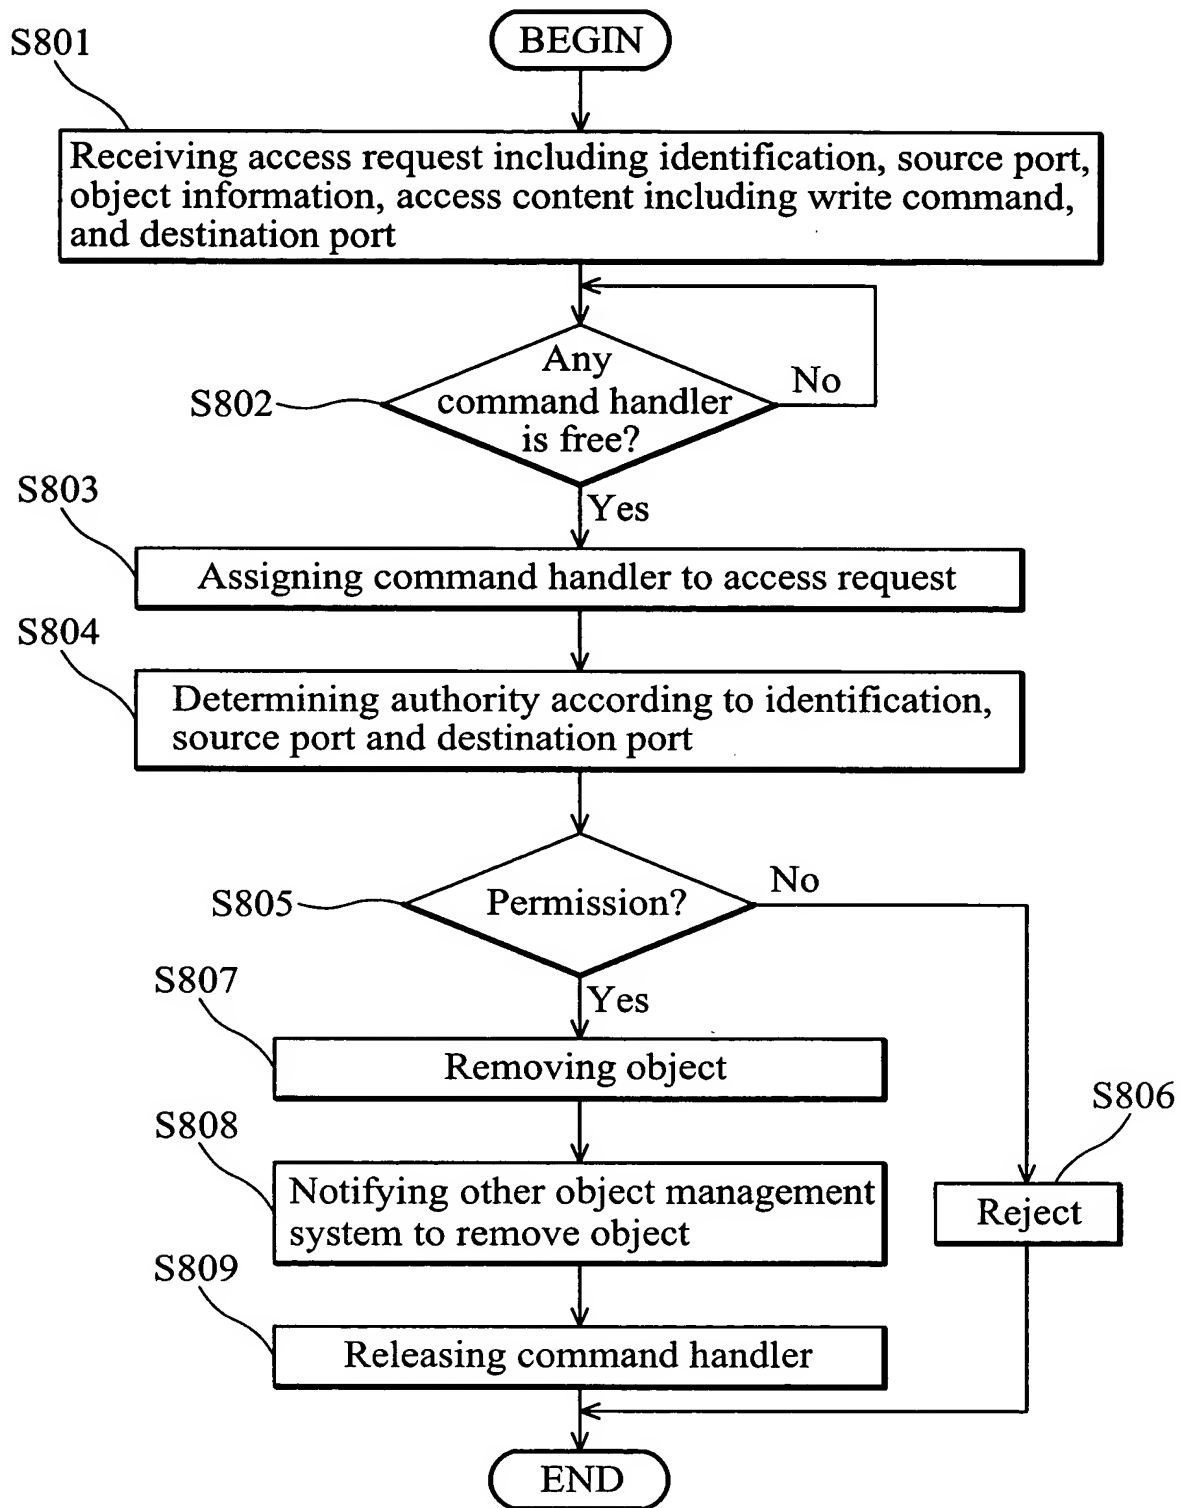 BEGIN
S801
Receiving access request including identification, source port,
object information, access content including write command,
and destination port
Any
command handler
is free?
No
S802
Yes
S803
Assigning command handler to access request
S804
Determining authority according to identification,
source port and destination port
S805
Permission?
No
Yes
S807
Removing object
S806
Reject
S808
Notifying other object management
system to remove object
S809
Releasing command handler
END